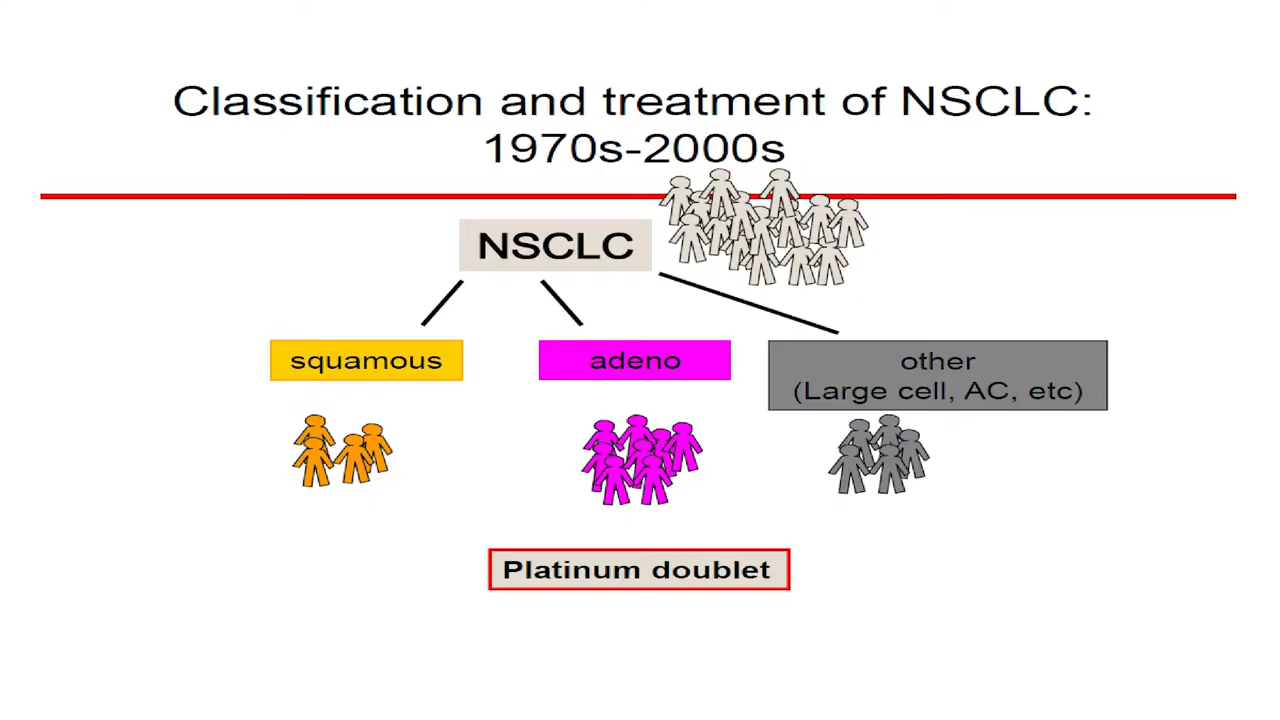 Classification and treatment of NSCLC:
1970s-2000s
NSCLC
squamous
adeno
other
(Large cell, AC, etc)
Platinum doublet